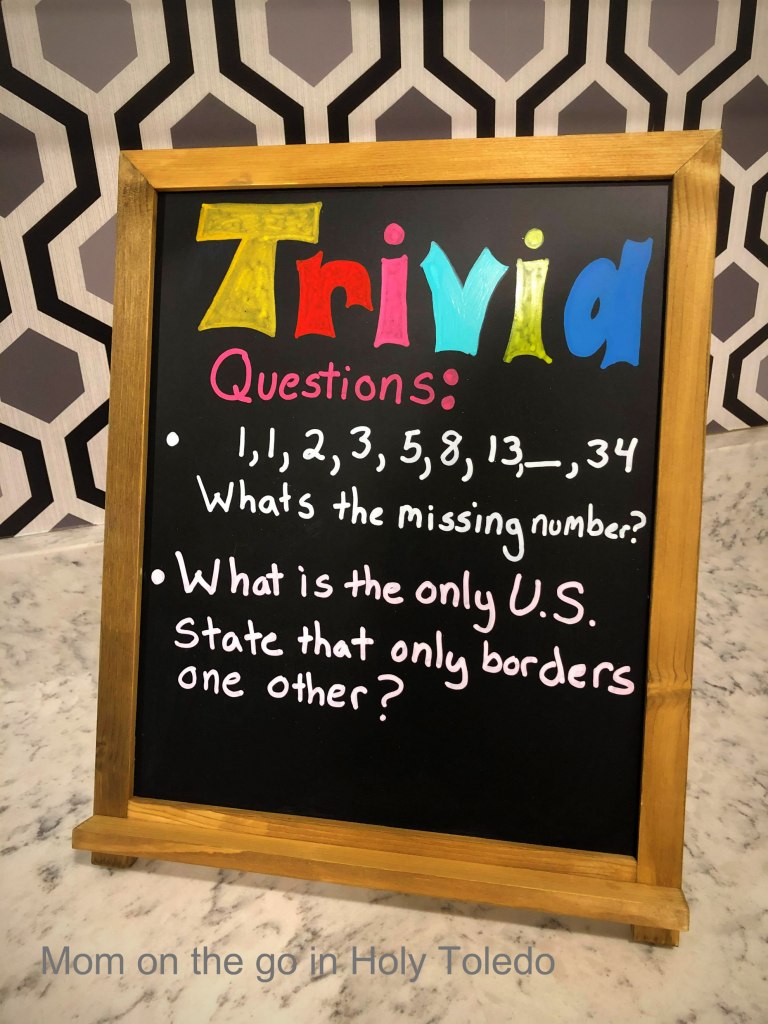 Trivia
Questions:
• 1, 1, 2, 3, 5, 8, 13, _, 34
Whats the missing number?
• What is the only U.S.
State that only borders
one other?
Mom on the go in Holy Toledo